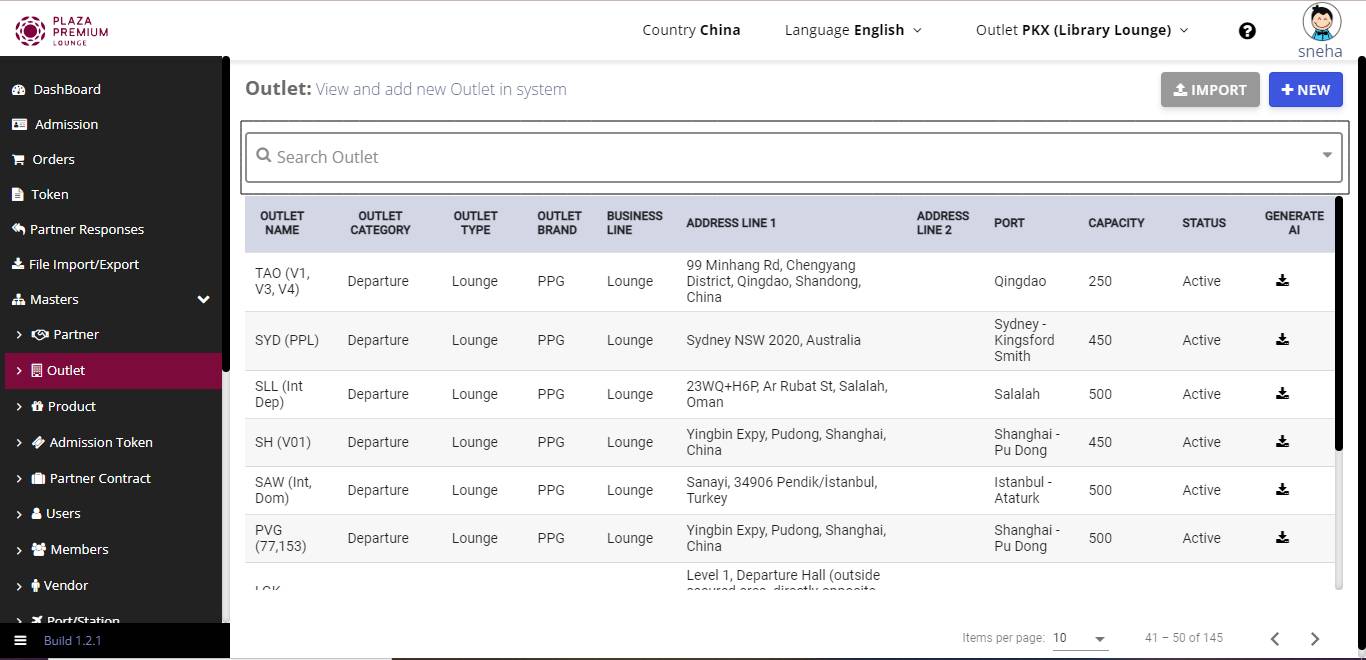 PLAZA
PREMIUM
LOUNGE
Country China
Language English
Outlet PKX (Library Lounge)
sneha
DashBoard
Admission
Orders
Token
Partner Responses
File Import/Export
Masters
Partner
Outlet
Product
Admission Token
Partner Contract
Users
Members
Vendor
Port/Station
Build 1.2.1
Outlet: View and add new Outlet in system
IMPORT
NEW
Search Outlet
OUTLET NAME
OUTLET CATEGORY
OUTLET TYPE
OUTLET BRAND
BUSINESS LINE
ADDRESS LINE 1
ADDRESS LINE 2
PORT
CAPACITY
STATUS
GENERATE AI
TAO (V1, V3, V4)
Departure
Lounge
PPG
Lounge
99 Minhang Rd, Chengyang
District, Qingdao, Shandong,
China
Qingdao
250
Active
SYD (PPL)
Departure
Lounge
PPG
Lounge
Sydney NSW 2020, Australia
Sydney -
Kingsford
Smith
450
Active
SLL (Int
Dep)
Departure
Lounge
PPG
Lounge
23WQ+H6P, Ar Rubat St, Salalah,
Oman
Salalah
500
Active
SH (V01)
Departure
Lounge
PPG
Lounge
Yingbin Expy, Pudong, Shanghai,
China
Shanghai -
Pu Dong
450
Active
SAW (Int,
Dom)
Departure
Lounge
PPG
Lounge
Sanayi, 34906 Pendik/İstanbul,
Turkey
Istanbul -
Ataturk
500
Active
PVG
(77,153)
Departure
Lounge
PPG
Lounge
Yingbin Expy, Pudong, Shanghai,
China
Shanghai -
Pu Dong
500
Active
Level 1, Departure Hall (outside
secured area, directly opposite
Items per page: 10
41 – 50 of 145